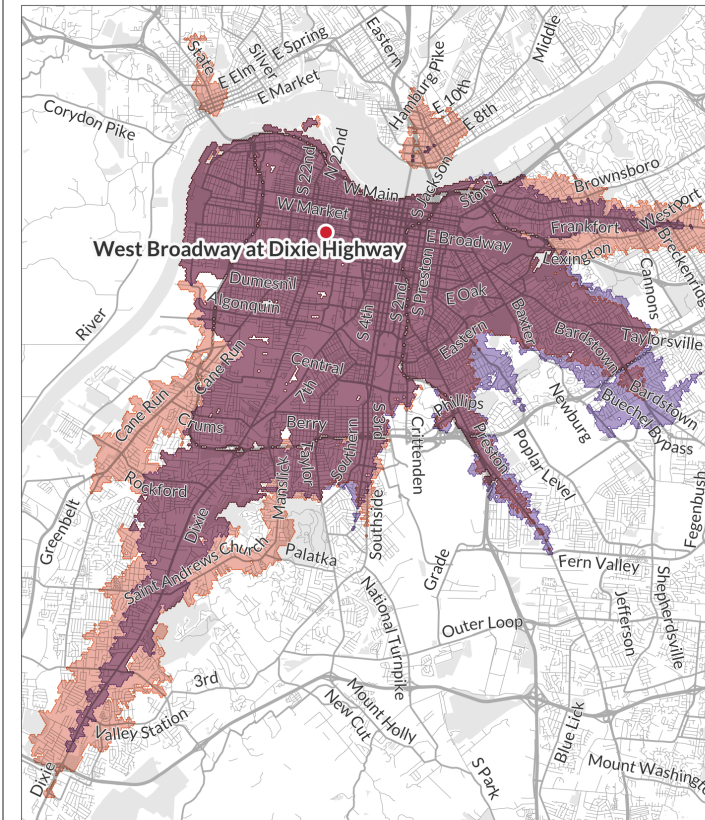 Eastern
Middle
Silver
E Spring
State
E Elm
E Market
Hamburg Pike
E 10th
E 8th
Corydon Pike
N 22nd
S 22nd
W Main
S Jackson
Story
Brownsboro
W Market
Westport
Frankfort
West Broadway at Dixie Highway
E Broadway
Lexington
Breckenridge
Cannons
Dumesnil
S Preston
E Oak
Algonquin
S 2nd
S 4th
Baxter
River
Bardstown
Taylorsville
Eastern
Cane Run
Central
7th
Cane Run
Phillips
Bardstown
Newburg
Buechel Bypass
Crums
Berry
S 3rd
Crittenden
Taylor
Southern
Preston
Poplar Level
Manslick
Rockford
Greenbelt
Dixie
Southside
Fegenbush
Saint Andrews Church
Palatka
Grade
Fern Valley
National Turnpike
Jefferson
Shepherdsville
Outer Loop
3rd
Mount Holly
New Cut
Valley Station
Blue Lick
Dixie
S Park
Mount Washingt